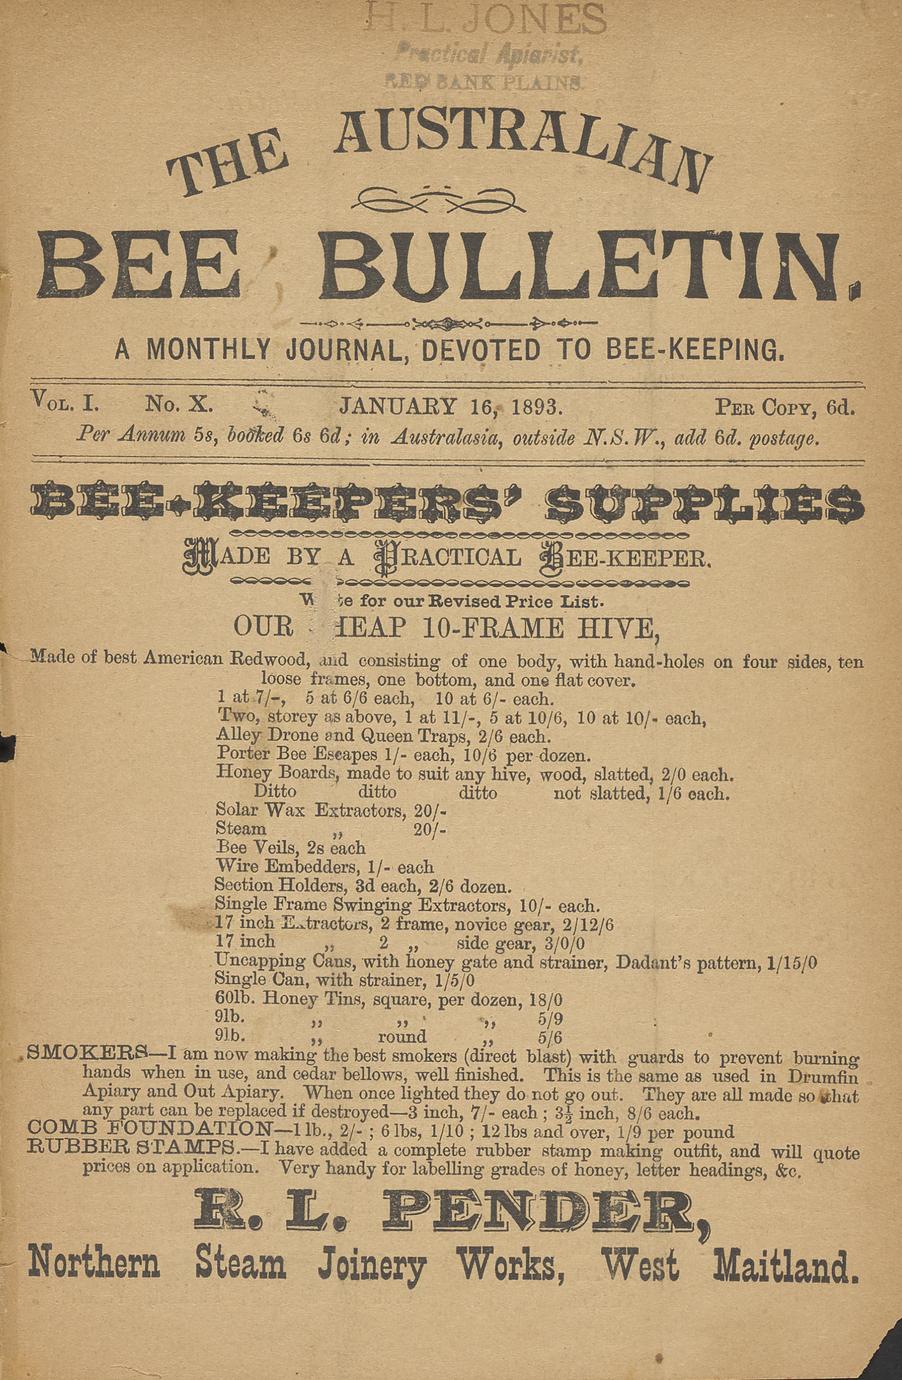 H. L. JONES
Practical Apiarist,
RED BANK PLAINS.
THE AUSTRALIAN
BEE BULLETIN.
A MONTHLY JOURNAL, DEVOTED TO BEE-KEEPING.
VOL. I. No. X. JANUARY 16, 1893. PER COPY, 6d.
Per Annum 5s, booked 6s 6d; in Australasia, outside N.S.W., add 6d. postage.
BEE-KEEPERS' SUPPLIES
MADE BY A PRACTICAL BEE-KEEPER.
for our Revised Price List.
OUR 10-FRAME HIVE,
Made of best American Redwood, and consisting of one body, with hand-holes on four sides, ten
loose frames, one bottom, and one flat cover.
1 at 7/-, 5 at 6/6 each, 10 at 6/- each.
Two, storey as above, 1 at 11/-, 5 at 10/6, 10 at 10/- each,
Alley Drone and Queen Traps, 2/6 each.
Porter Bee Escapes 1/- each, 10/6 per dozen.
Honey Boards, made to suit any hive, wood, slatted, 2/0 each.
Ditto ditto ditto not slatted, 1/6 each.
Solar Wax Extractors, 20/-
Steam ,, 20/-
Bee Veils, 2s each
Wire Embedders, 1/- each
Section Holders, 3d each, 2/6 dozen.
Single Frame Swinging Extractors, 10/- each.
17 inch Extractors, 2 frame, novice gear, 2/12/6
17 inch ,, 2 ,, side gear, 3/0/0
Uncapping Cans, with honey gate and strainer, Dadant's pattern, 1/15/0
Single Can, with strainer, 1/5/0
60lb. Honey Tins, square, per dozen, 18/0
9lb. ,, ,, ,, 5/9
9lb. ,, round ,, 5/6
SMOKERS—I am now making the best smokers (direct blast) with guards to prevent burning
hands when in use, and cedar bellows, well finished. This is the same as used in Drumfin
Apiary and Out Apiary. When once lighted they do not go out. They are all made so that
any part can be replaced if destroyed—3 inch, 7/- each; 3½ inch, 8/6 each.
COMB FOUNDATION—1 lb., 2/- ; 6 lbs, 1/10 ; 12 lbs and over, 1/9 per pound
RUBBER STAMPS.—I have added a complete rubber stamp making outfit, and will quote
prices on application. Very handy for labelling grades of honey, letter headings, &c.
R. L. PENDER,
Northern Steam Joinery Works, West Maitland.